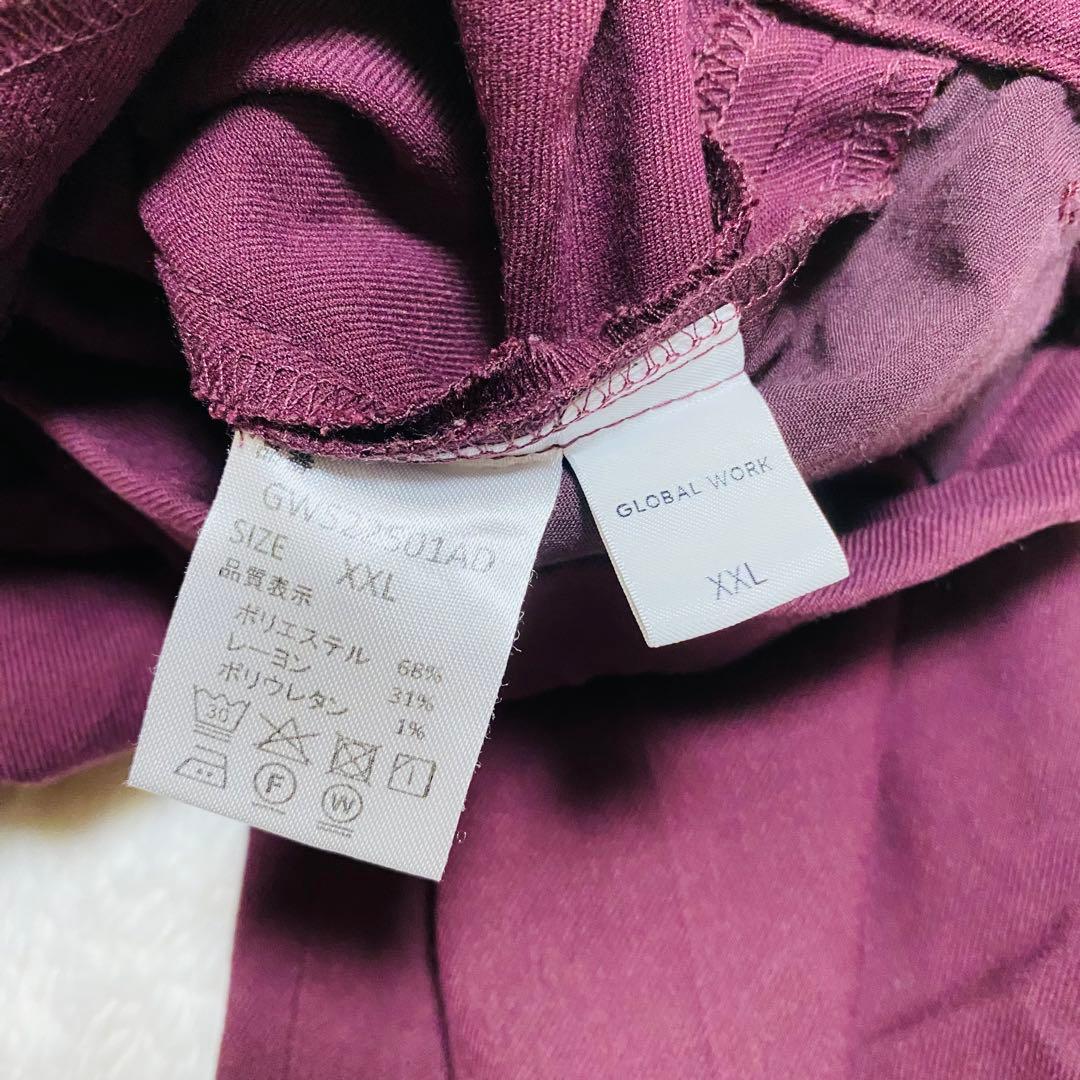 SIZE XXL
品質表示
ポリエステル 68%
レーヨン 31%
ポリウレタン 1%
30
F
W
GLOBAL WORK
XXL